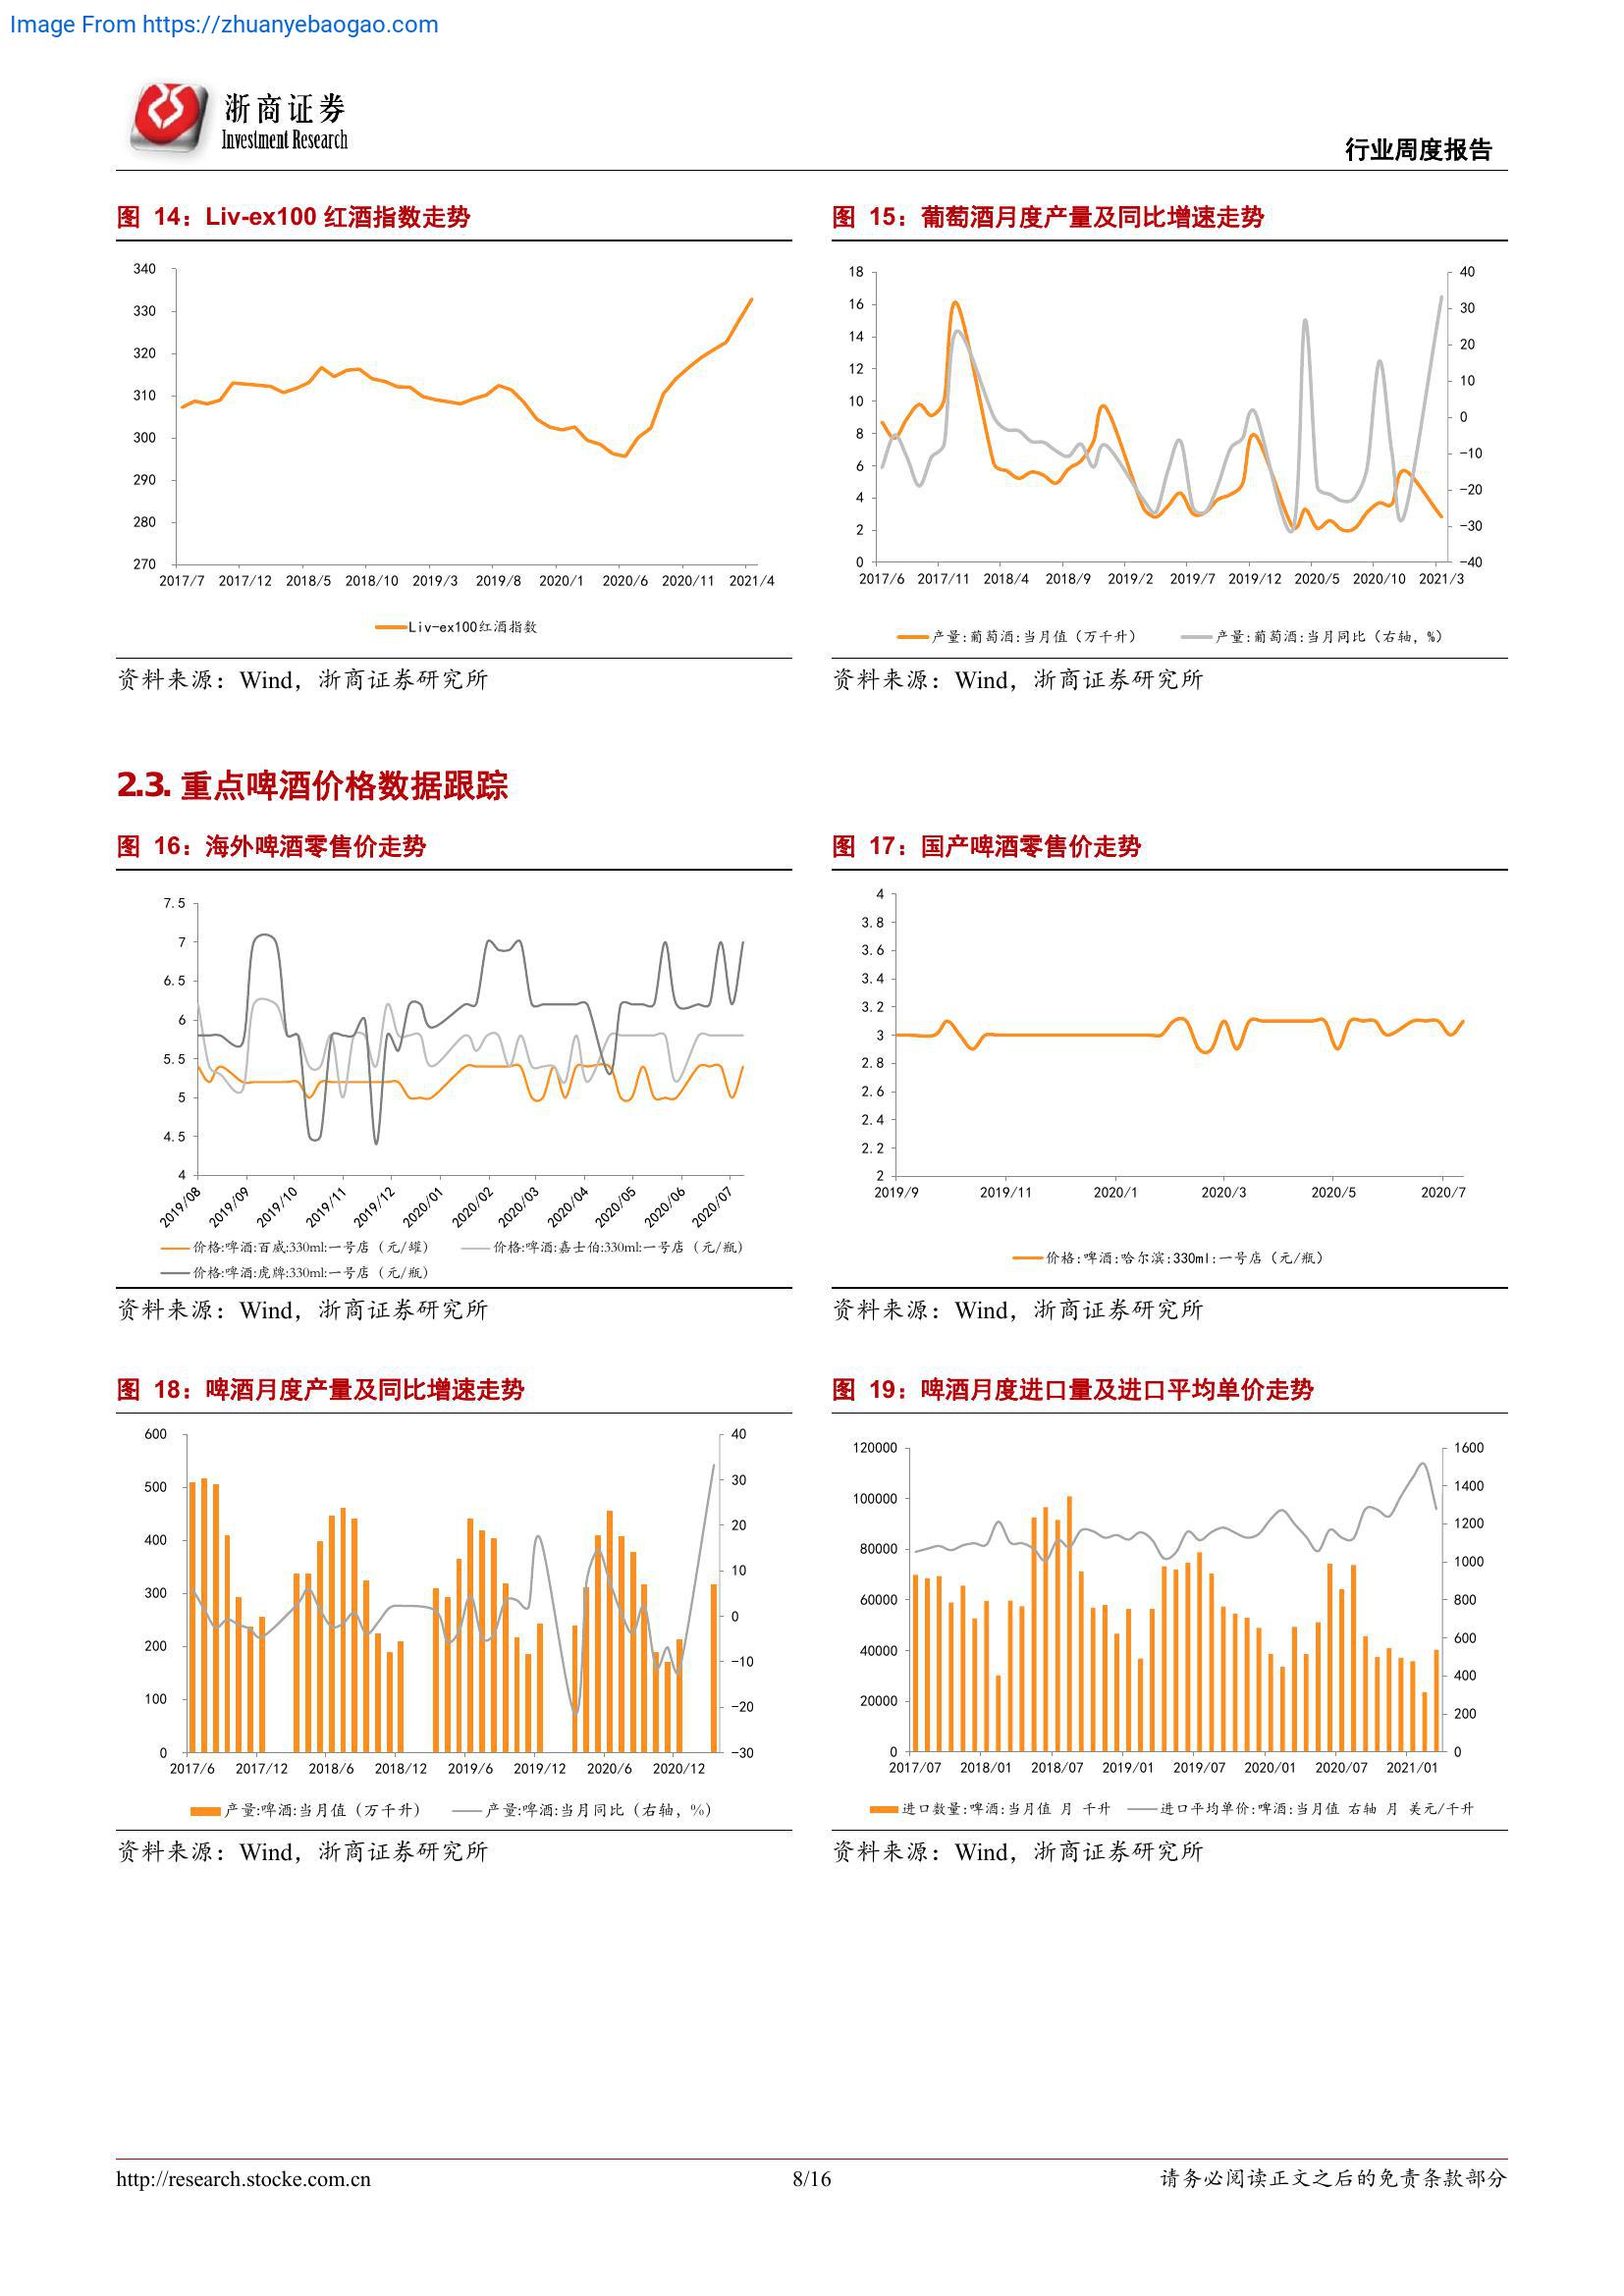 Image From https://zhuanyebaogao.com
浙商证券
Investment Research
行业周度报告
图 14：Liv-ex100 红酒指数走势
340
330
320
310
300
290
280
270
2017/7 2017/12 2018/5 2018/10 2019/3 2019/8 2020/1 2020/6 2020/11 2021/4
Liv-ex100红酒指数
资料来源：Wind，浙商证券研究所
图 15：葡萄酒月度产量及同比增速走势
18
16
14
12
10
8
6
4
2
0
40
30
20
10
0
-10
-20
-30
-40
2017/6 2017/11 2018/4 2018/9 2019/2 2019/7 2019/12 2020/5 2020/10 2021/3
产量:葡萄酒:当月值（万千升） 产量:葡萄酒:当月同比（右轴，%）
资料来源：Wind，浙商证券研究所
2.3. 重点啤酒价格数据跟踪
图 16：海外啤酒零售价走势
7.5
7
6.5
6
5.5
5
4.5
4
2019/08 2019/09 2019/10 2019/11 2019/12 2020/01 2020/02 2020/03 2020/04 2020/05 2020/06 2020/07
价格:啤酒:百威:330ml:一号店（元/罐） 价格:啤酒:嘉士伯:330ml:一号店（元/瓶）
价格:啤酒:虎牌:330ml:一号店（元/瓶）
资料来源：Wind，浙商证券研究所
图 17：国产啤酒零售价走势
4
3.8
3.6
3.4
3.2
3
2.8
2.6
2.4
2.2
2
2019/9 2019/11 2020/1 2020/3 2020/5 2020/7
价格:啤酒:哈尔滨:330ml:一号店（元/瓶）
资料来源：Wind，浙商证券研究所
图 18：啤酒月度产量及同比增速走势
600
500
400
300
200
100
0
40
30
20
10
0
-10
-20
-30
2017/6 2017/12 2018/6 2018/12 2019/6 2019/12 2020/6 2020/12
产量:啤酒:当月值（万千升） 产量:啤酒:当月同比（右轴，%）
资料来源：Wind，浙商证券研究所
图 19：啤酒月度进口量及进口平均单价走势
120000
100000
80000
60000
40000
20000
0
1600
1400
1200
1000
800
600
400
200
0
2017/07 2018/01 2018/07 2019/01 2019/07 2020/01 2020/07 2021/01
进口数量:啤酒:当月值 月 千升 进口平均单价:啤酒:当月值 右轴 月 美元/千升
资料来源：Wind，浙商证券研究所
http://research.stocke.com.cn 8/16 请务必阅读正文之后的免责条款部分